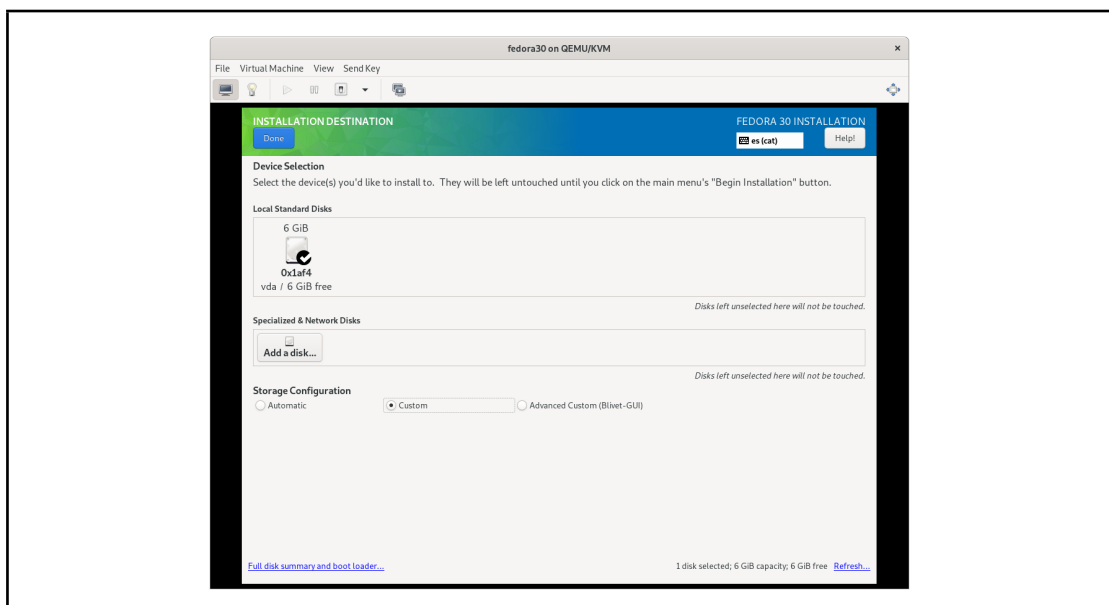 fedora30 on QEMU/KVM
×
File Virtual Machine View Send Key
INSTALLATION DESTINATION
FEDORA 30 INSTALLATION
Done
es (cat)
Help!
Device Selection
Select the device(s) you'd like to install to. They will be left untouched until you click on the main menu's "Begin Installation" button.
Local Standard Disks
6 GiB
0x1af4
vda / 6 GiB free
Disks left unselected here will not be touched.
Specialized & Network Disks
Add a disk...
Disks left unselected here will not be touched.
Storage Configuration
Automatic Custom Advanced Custom (Blivet-GUI)
Full disk summary and boot loader...
1 disk selected; 6 GiB capacity; 6 GiB free Refresh...